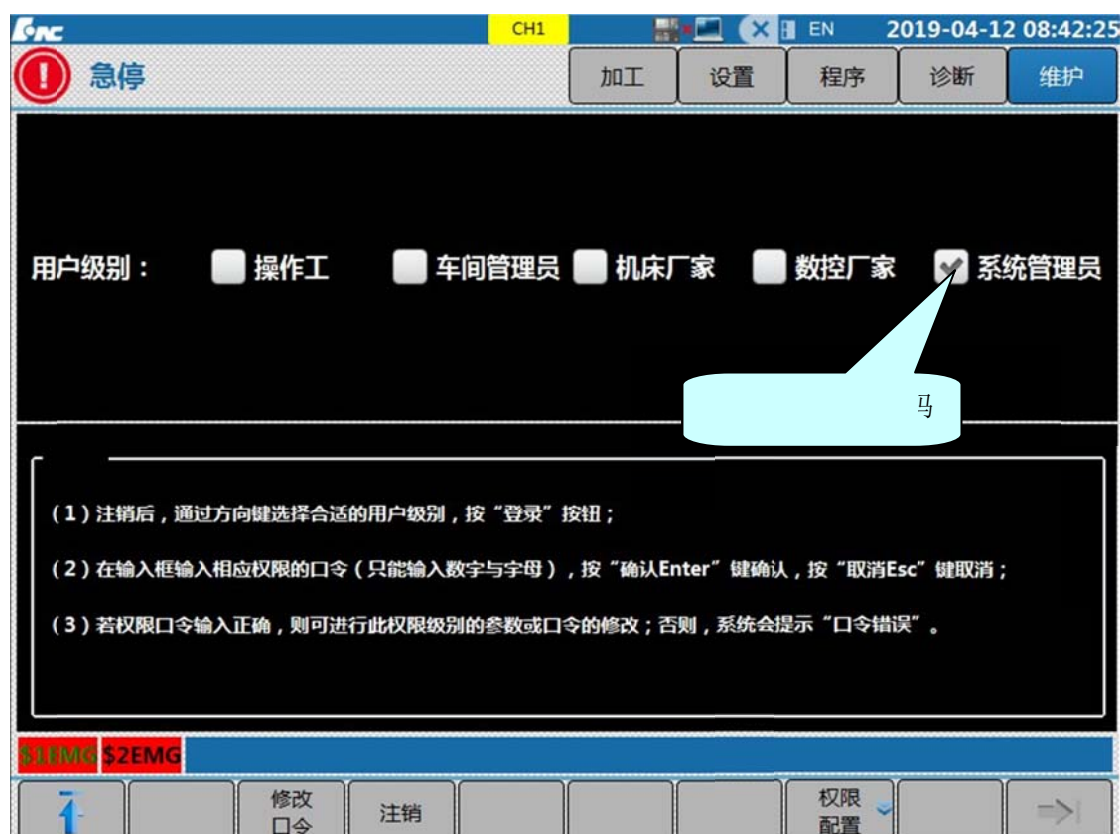 CH1 EN 2019-04-12 08:42:25
急停 加工 设置 程序 诊断 维护
用户级别： 操作工 车间管理员 机床厂家 数控厂家 系统管理员
码
（1）注销后，通过方向键选择合适的用户级别，按“登录”按钮；
（2）在输入框输入相应权限的口令（只能输入数字与字母），按“确认Enter”键确认，按“取消Esc”键取消；
（3）若权限口令输入正确，则可进行此权限级别的参数或口令的修改；否则，系统会提示“口令错误”。
$1EMG $2EMG
修改 权限
注销
口令 配置